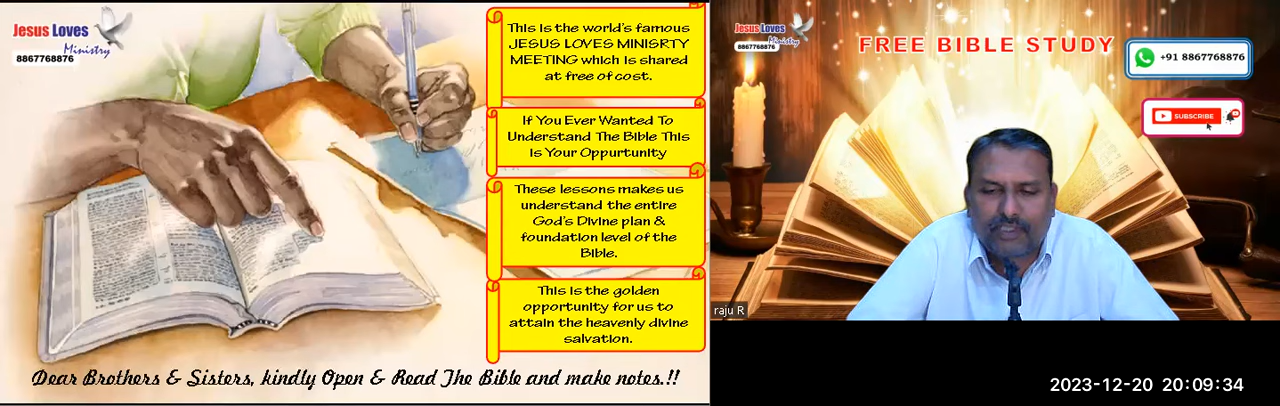 Jesus Loves
Ministry
8867768876
This is the world's famous
JESUS LOVES MINISRTY
MEETING which is shared
at free of cost.
If You Ever Wanted To
Understand The Bible This
is Your Oppurtunity
These lessons makes us
understand the entire
God's Divine plan &
foundation level of the
Bible.
This is the golden
opportunity for us to
attain the heavenly divine
salvation.
Dear Brothers & Sisters, kindly Open & Read The Bible and make notes.!!
Jesus Loves
Ministry
8867768876
FREE BIBLE STUDY
+91 8867768876
SUBSCRIBE
raju R
2023-12-20 20:09:34